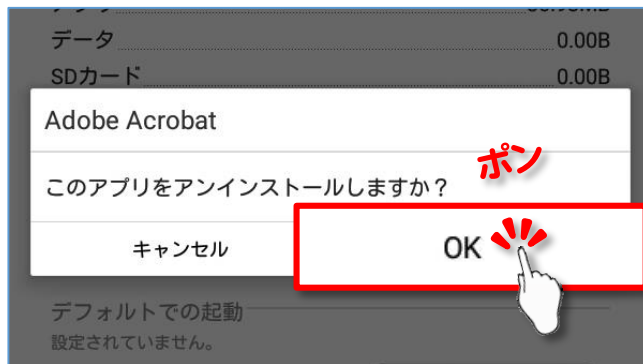 データ 0.00B
SDカード 0.00B
Adobe Acrobat
このアプリをアンインストールしますか？
ポン
キャンセル OK
デフォルトでの起動
設定されていません。